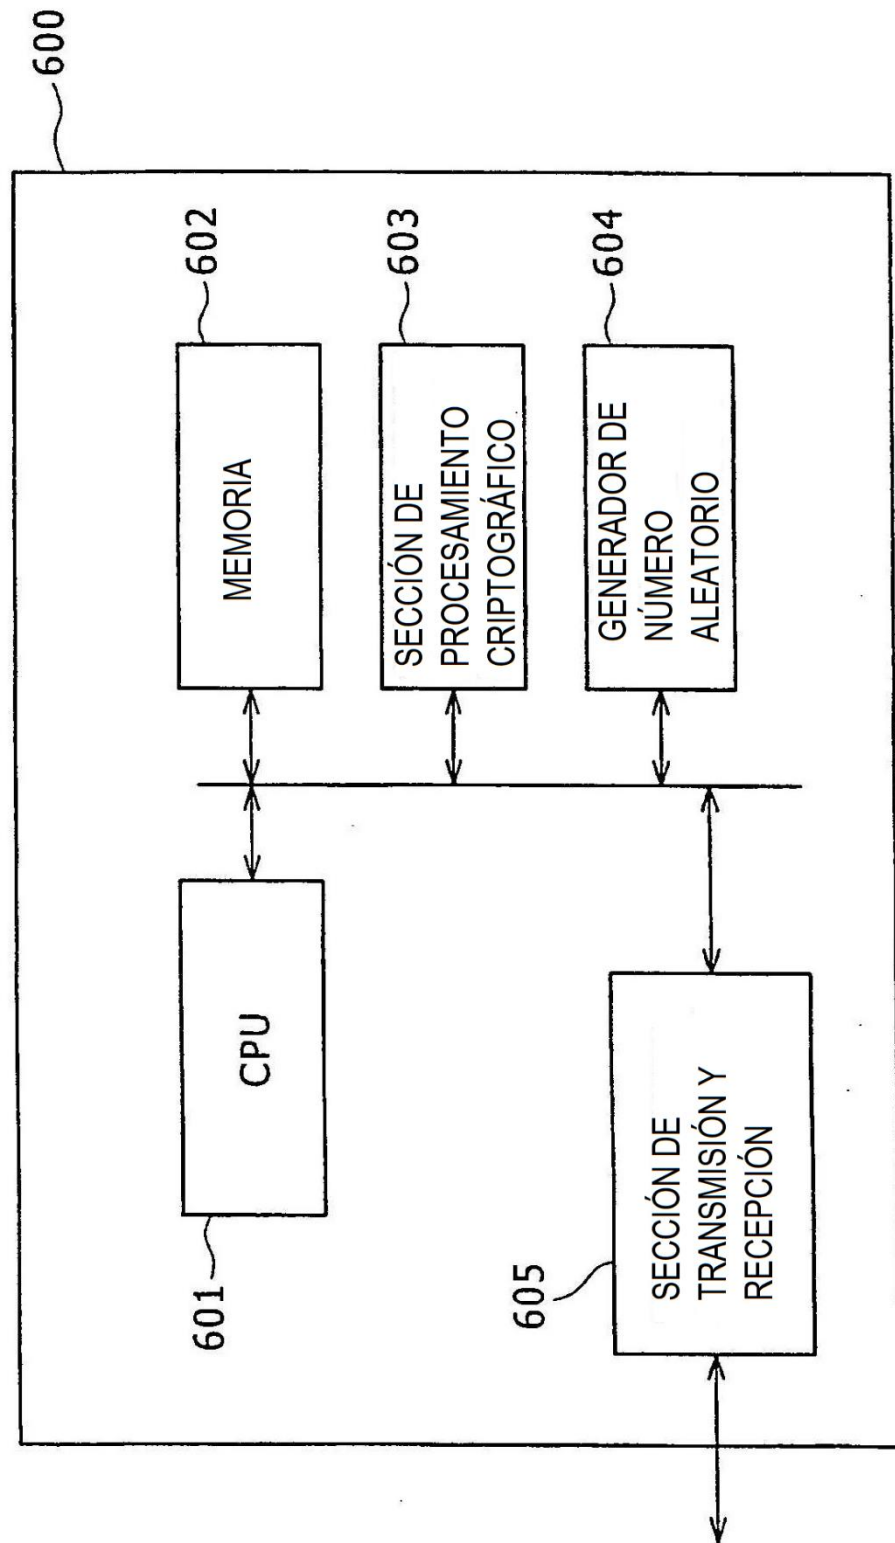 600
602
MEMORIA
603
SECCIÓN DE
PROCESAMIENTO
CRIPTOGRÁFICO
604
GENERADOR DE
NÚMERO
ALEATORIO
CPU
601
605
SECCIÓN DE
TRANSMISIÓN Y
RECEPCIÓN